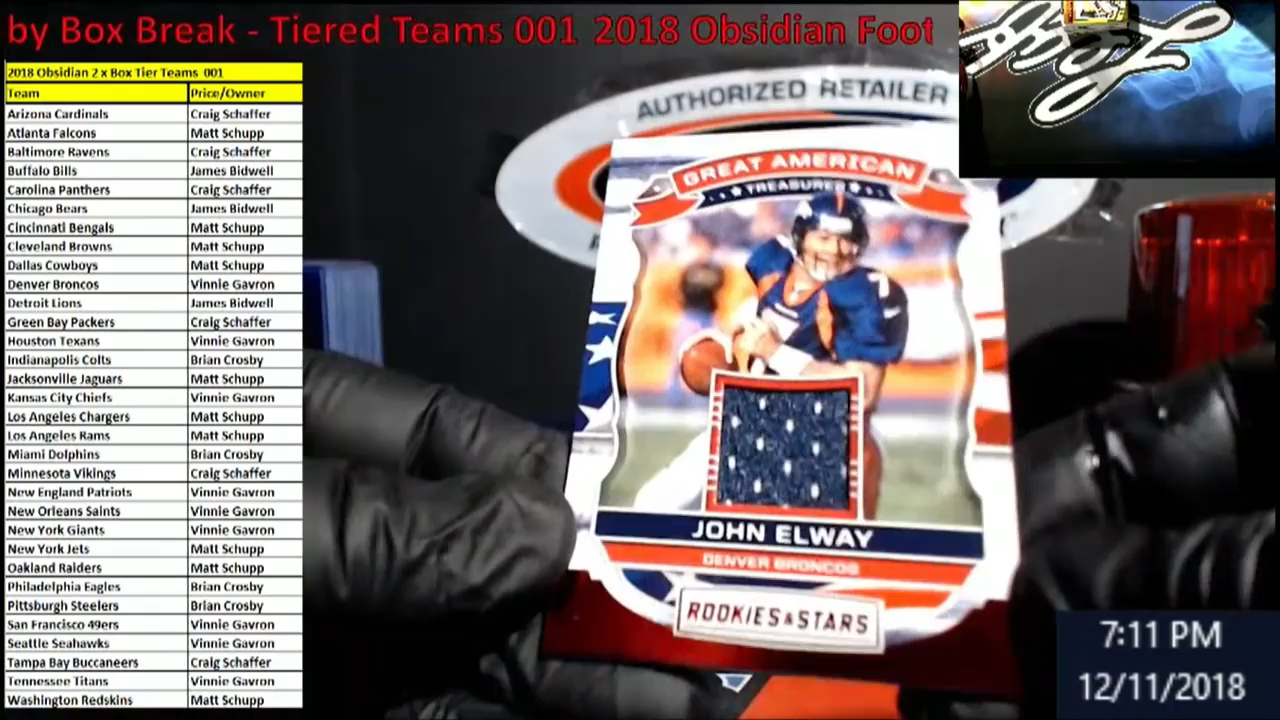 by Box Break - Tiered Teams 001 2018 Obsidian Foot
2018 Obsidian 2 x Box Tier Teams 001
Team Price/Owner
Arizona Cardinals Craig Schaffer
Atlanta Falcons Matt Schupp
Baltimore Ravens Craig Schaffer
Buffalo Bills James Bidwell
Carolina Panthers Craig Schaffer
Chicago Bears James Bidwell
Cincinnati Bengals Matt Schupp
Cleveland Browns Matt Schupp
Dallas Cowboys Matt Schupp
Denver Broncos Vinnie Gavron
Detroit Lions James Bidwell
Green Bay Packers Craig Schaffer
Houston Texans Vinnie Gavron
Indianapolis Colts Brian Crosby
Jacksonville Jaguars Matt Schupp
Kansas City Chiefs Vinnie Gavron
Los Angeles Chargers Matt Schupp
Los Angeles Rams Matt Schupp
Miami Dolphins Brian Crosby
Minnesota Vikings Craig Schaffer
New England Patriots Vinnie Gavron
New Orleans Saints Vinnie Gavron
New York Giants Vinnie Gavron
New York Jets Matt Schupp
Oakland Raiders Matt Schupp
Philadelphia Eagles Brian Crosby
Pittsburgh Steelers Brian Crosby
San Francisco 49ers Vinnie Gavron
Seattle Seahawks Vinnie Gavron
Tampa Bay Buccaneers Craig Schaffer
Tennessee Titans Vinnie Gavron
Washington Redskins Matt Schupp
AUTHORIZED RETAILER
GREAT AMERICAN
TREASURES
7
JOHN ELWAY
DENVER BRONCOS
ROOKIES & STARS
7:11 PM
12/11/2018